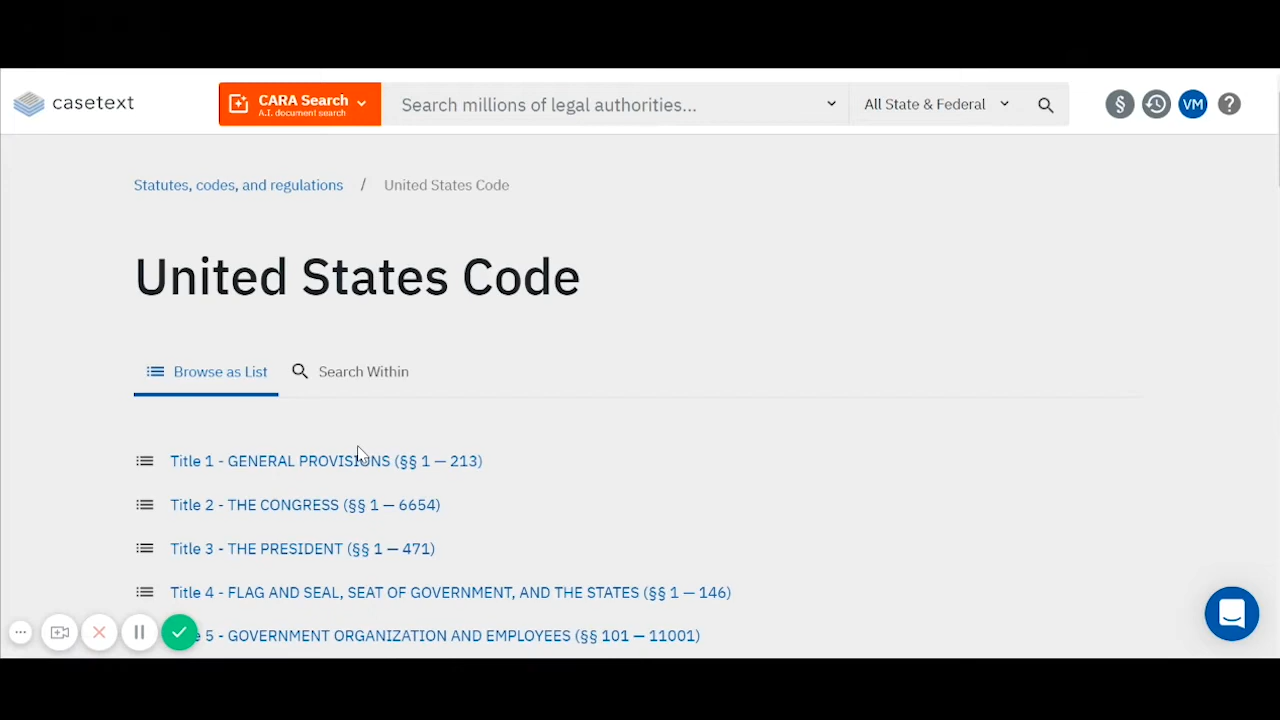 casetext
CARA Search
A.I. document search
Search millions of legal authorities...
All State & Federal
§
VM
?
Statutes, codes, and regulations / United States Code
United States Code
Browse as List
Search Within
Title 1 - GENERAL PROVISIONS (§§ 1 — 213)
Title 2 - THE CONGRESS (§§ 1 — 6654)
Title 3 - THE PRESIDENT (§§ 1 — 471)
Title 4 - FLAG AND SEAL, SEAT OF GOVERNMENT, AND THE STATES (§§ 1 — 146)
5 - GOVERNMENT ORGANIZATION AND EMPLOYEES (§§ 101 — 11001)